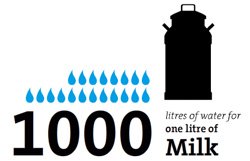 1000
litres of water for
one litre of
Milk